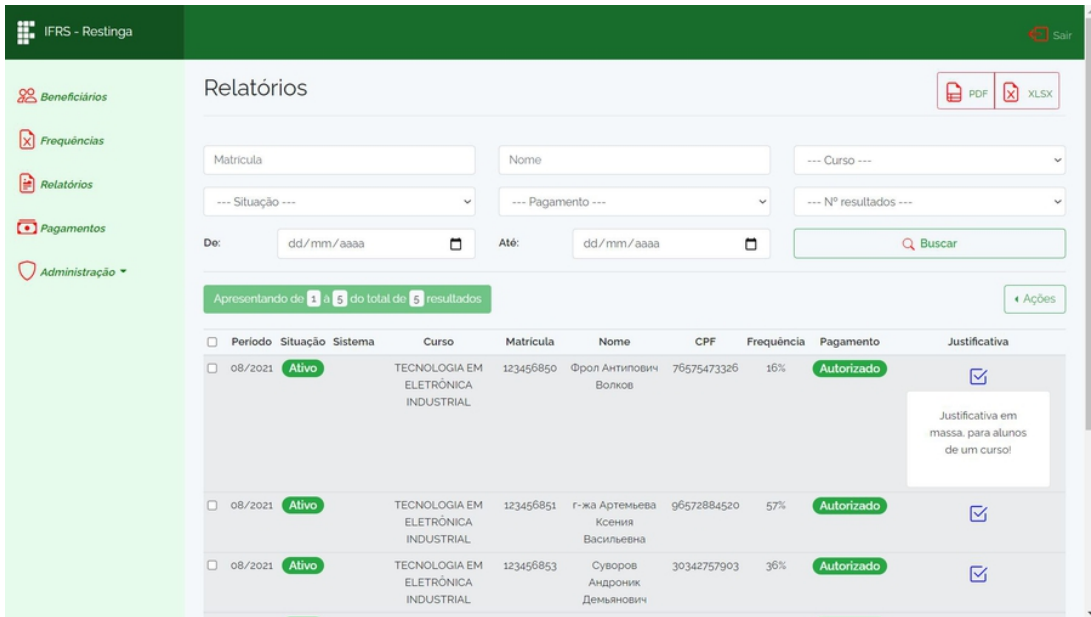 IFRS - Restinga
Sair
Beneficiários
Frequências
Relatórios
Pagamentos
Administração
Relatórios
PDF
XLSX
Matrícula
Nome
--- Curso ---
--- Situação ---
--- Pagamento ---
--- Nº resultados ---
De:
dd/mm/aaaa
Até:
dd/mm/aaaa
Buscar
Apresentando de 1 à 5 do total de 5 resultados
Ações
Período Situação Sistema Curso Matrícula Nome CPF Frequência Pagamento Justificativa
08/2021 Ativo TECNOLOGIA EM 123456850 Фрол Антипович 76575473326 16% Autorizado
ELETRÔNICA Волков
INDUSTRIAL
Justificativa em
massa, para alunos
de um curso!
08/2021 Ativo TECNOLOGIA EM 123456851 г-жа Артемьева 96572884520 57% Autorizado
ELETRÔNICA Ксения
INDUSTRIAL Васильевна
08/2021 Ativo TECNOLOGIA EM 123456853 Суворов 30342757903 36% Autorizado
ELETRÔNICA Андроник
INDUSTRIAL Демьянович